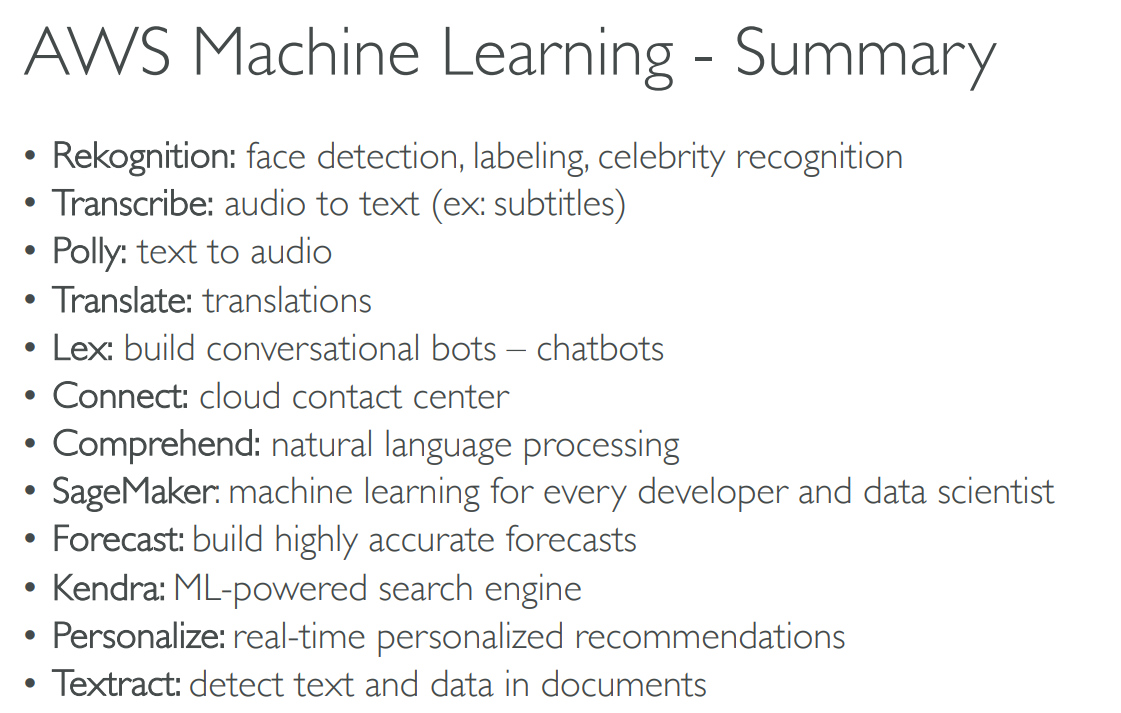 AWS Machine Learning - Summary
• Rekognition: face detection, labeling, celebrity recognition
• Transcribe: audio to text (ex: subtitles)
• Polly: text to audio
• Translate: translations
• Lex: build conversational bots – chatbots
• Connect: cloud contact center
• Comprehend: natural language processing
• SageMaker: machine learning for every developer and data scientist
• Forecast: build highly accurate forecasts
• Kendra: ML-powered search engine
• Personalize: real-time personalized recommendations
• Textract: detect text and data in documents